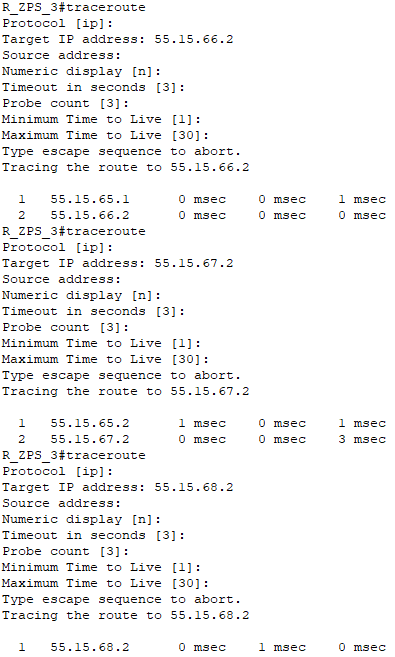 R_ZPS_3#traceroute
Protocol [ip]:
Target IP address: 55.15.66.2
Source address:
Numeric display [n]:
Timeout in seconds [3]:
Probe count [3]:
Minimum Time to Live [1]:
Maximum Time to Live [30]:
Type escape sequence to abort.
Tracing the route to 55.15.66.2

  1   55.15.65.1      0 msec    0 msec    1 msec
  2   55.15.66.2      0 msec    0 msec    0 msec
R_ZPS_3#traceroute
Protocol [ip]:
Target IP address: 55.15.67.2
Source address:
Numeric display [n]:
Timeout in seconds [3]:
Probe count [3]:
Minimum Time to Live [1]:
Maximum Time to Live [30]:
Type escape sequence to abort.
Tracing the route to 55.15.67.2

  1   55.15.65.2      1 msec    0 msec    1 msec
  2   55.15.67.2      0 msec    0 msec    3 msec
R_ZPS_3#traceroute
Protocol [ip]:
Target IP address: 55.15.68.2
Source address:
Numeric display [n]:
Timeout in seconds [3]:
Probe count [3]:
Minimum Time to Live [1]:
Maximum Time to Live [30]:
Type escape sequence to abort.
Tracing the route to 55.15.68.2

  1   55.15.68.2      0 msec    1 msec    0 msec